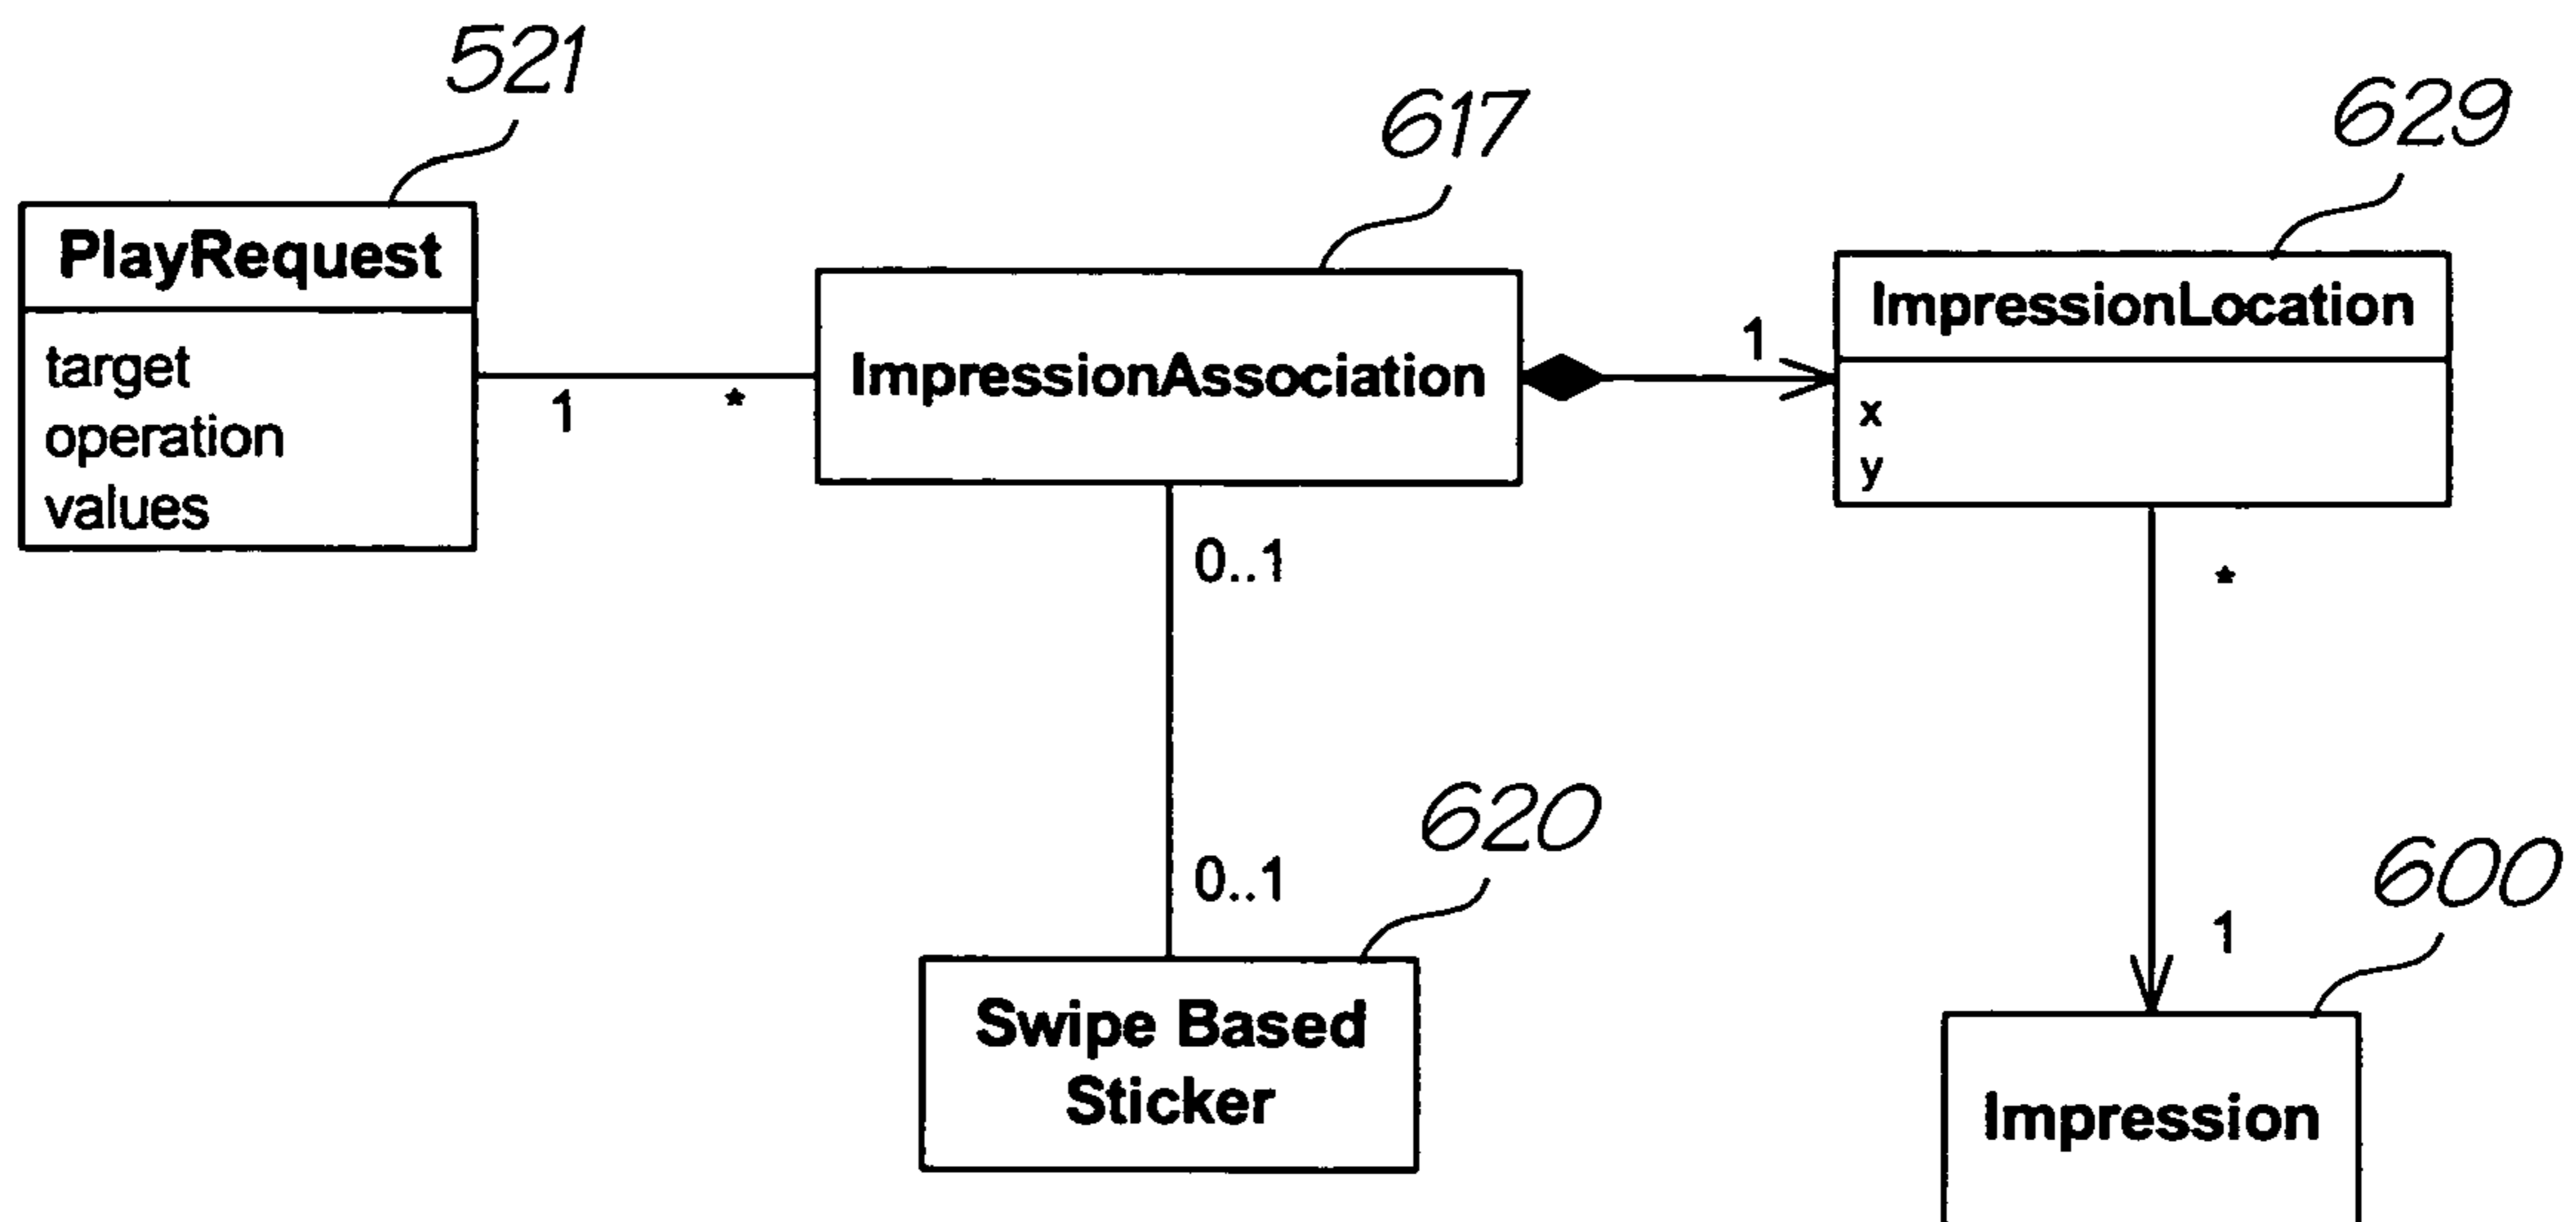 521
617
629
PlayRequest
target
operation
values
1
*
ImpressionAssociation
1
ImpressionLocation
x
y
0..1
0..1
*
1
620
600
Swipe Based
Sticker
Impression